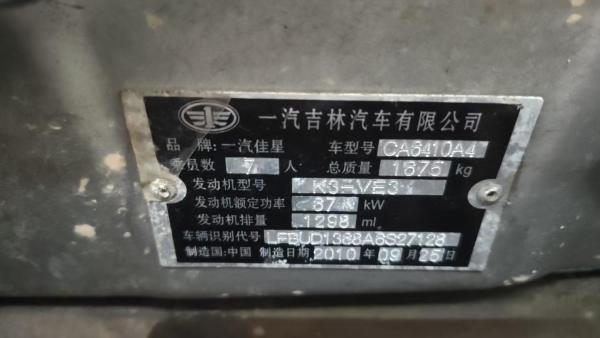 一汽吉林汽车有限公司
品 牌:一汽佳星 车型号 CA6410A4
乘员数 7 人 总质量 1675 kg
发动机型号 K3-VE3
发动机额定功率 67 kW
发动机排量 1298 ml
车辆识别代号
制造国:中国 制造日期 2010 年 09 月 25 日